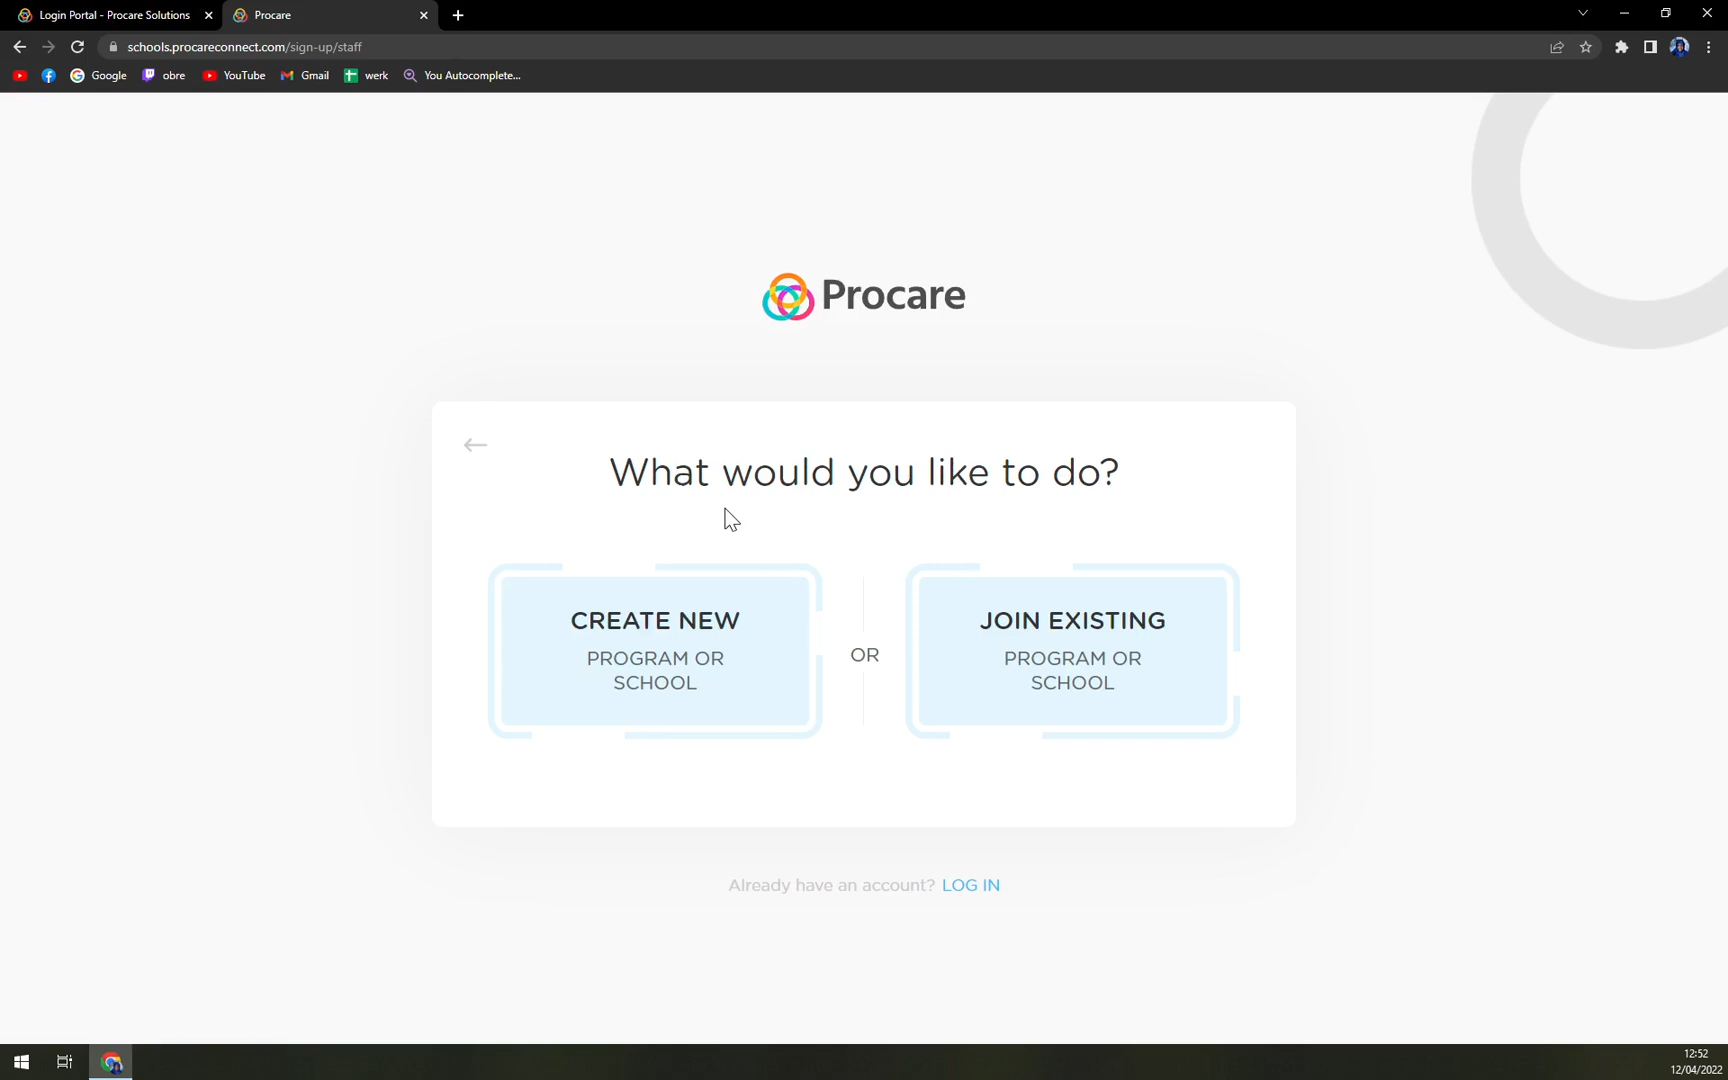 Login Portal - Procare Solutions
Procare
schools.procareconnect.com/sign-up/staff
Google
obre
YouTube
Gmail
werk
You Autocomplete...
Procare
What would you like to do?
CREATE NEW
PROGRAM OR
SCHOOL
OR
JOIN EXISTING
PROGRAM OR
SCHOOL
Already have an account? LOG IN
12:52
12/04/2022